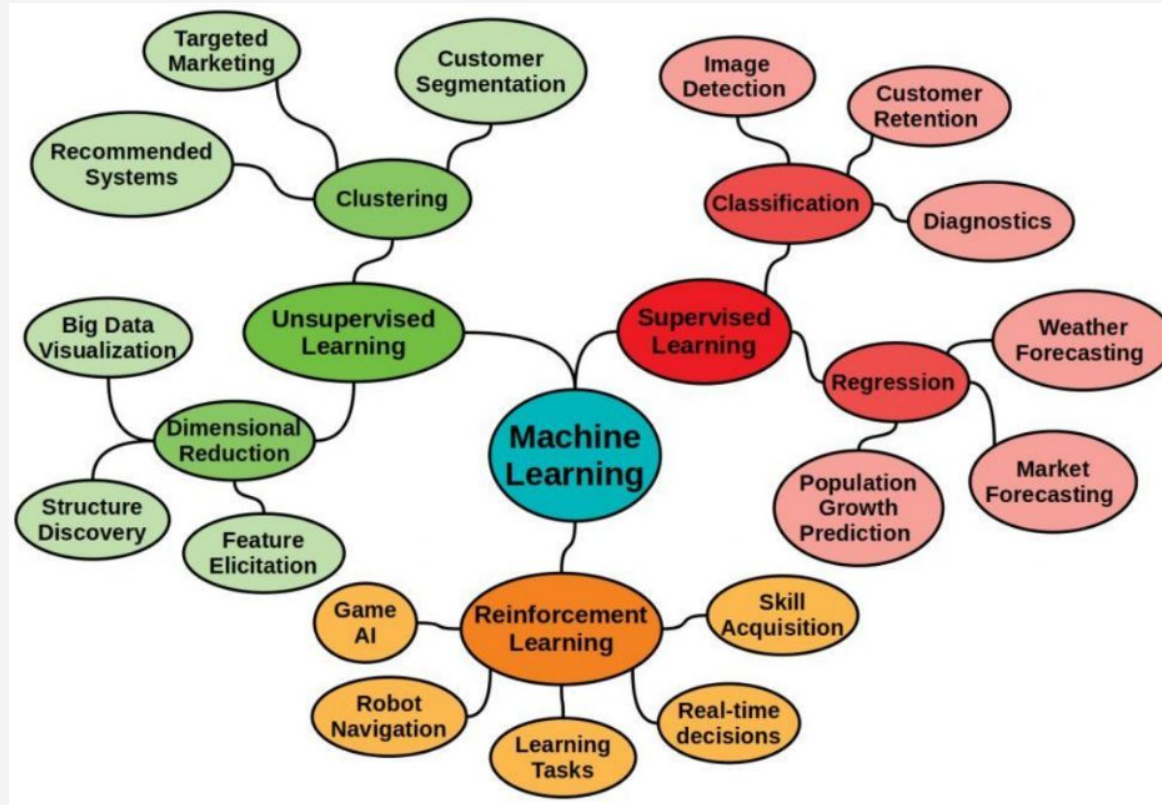 Targeted
Marketing
Customer
Segmentation
Recommended
Systems
Clustering
Image
Detection
Customer
Retention
Classification
Diagnostics
Big Data
Visualization
Unsupervised
Learning
Supervised
Learning
Weather
Forecasting
Regression
Dimensional
Reduction
Machine
Learning
Structure
Discovery
Feature
Elicitation
Population
Growth
Prediction
Market
Forecasting
Game
AI
Reinforcement
Learning
Skill
Acquisition
Robot
Navigation
Learning
Tasks
Real-time
decisions